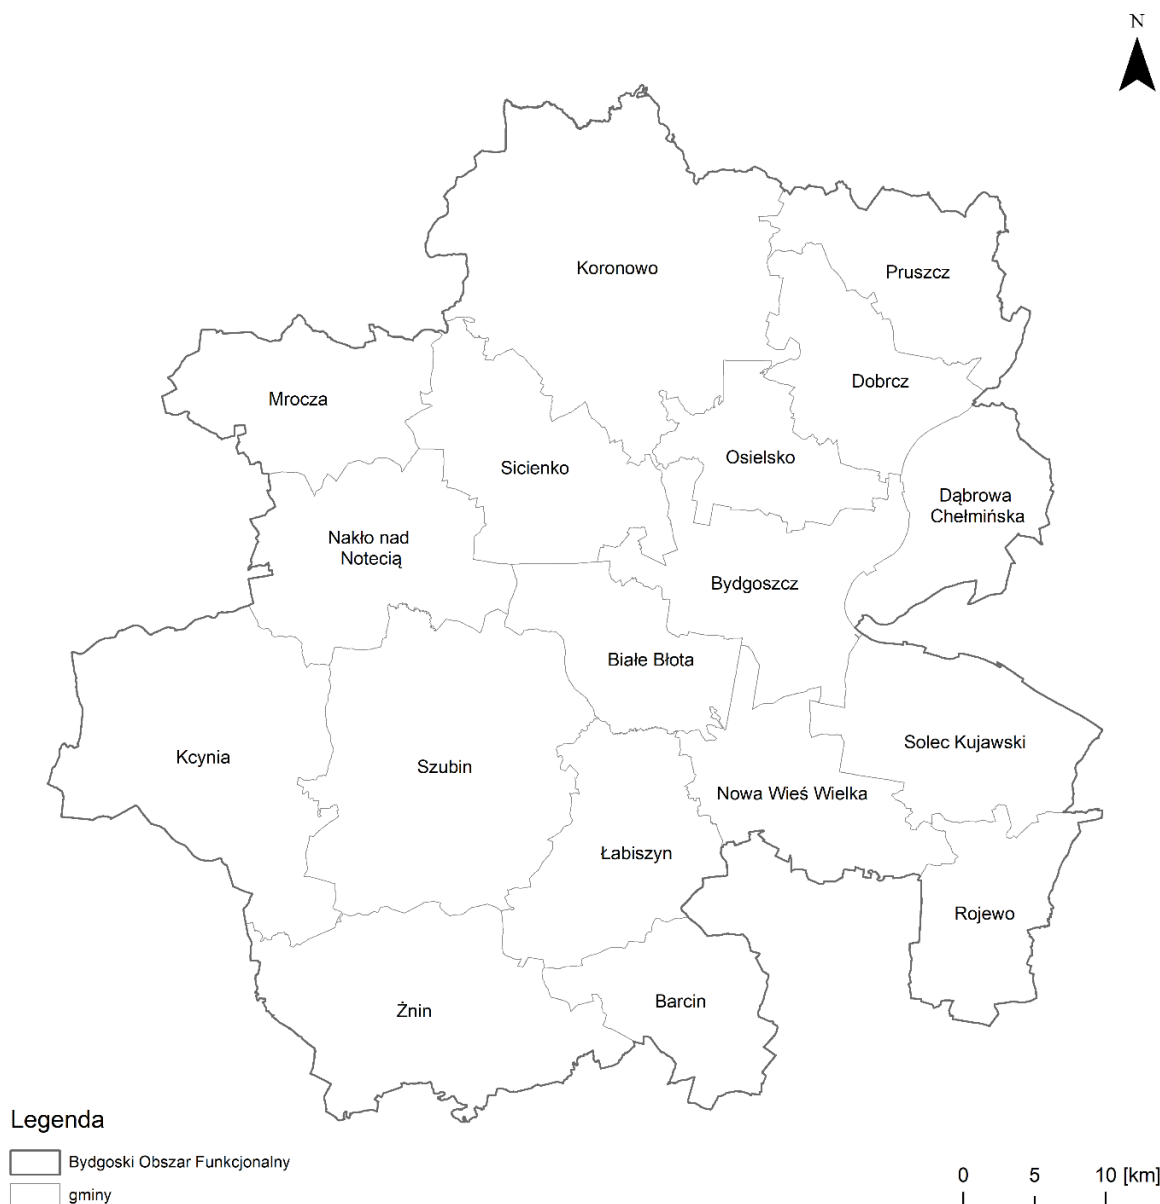 N
Koronowo
Pruszcz
Dobrcz
Mrocza
Osielsko
Sicienko
Dąbrowa
Chełmińska
Nakło nad
Notecią
Bydgoszcz
Białe Błota
Solec Kujawski
Kcynia
Szubin
Nowa Wieś Wielka
Łabiszyn
Rojewo
Barcin
Żnin
Legenda
Bydgoski Obszar Funkcjonalny
gminy
0 5 10 [km]